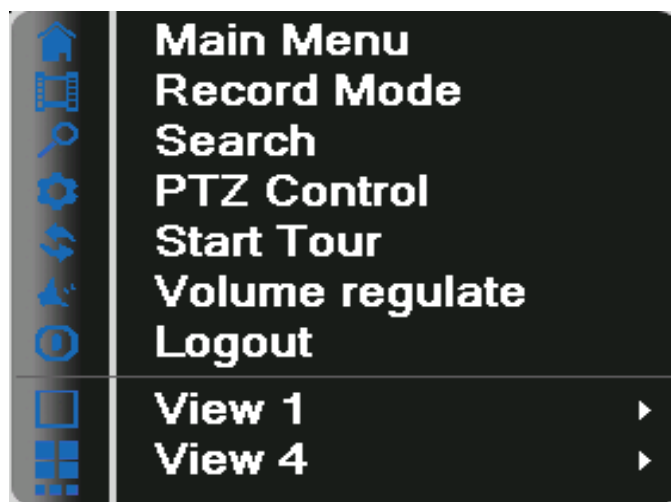 Main Menu
Record Mode
Search
PTZ Control
Start Tour
Volume regulate
Logout
View 1
View 4